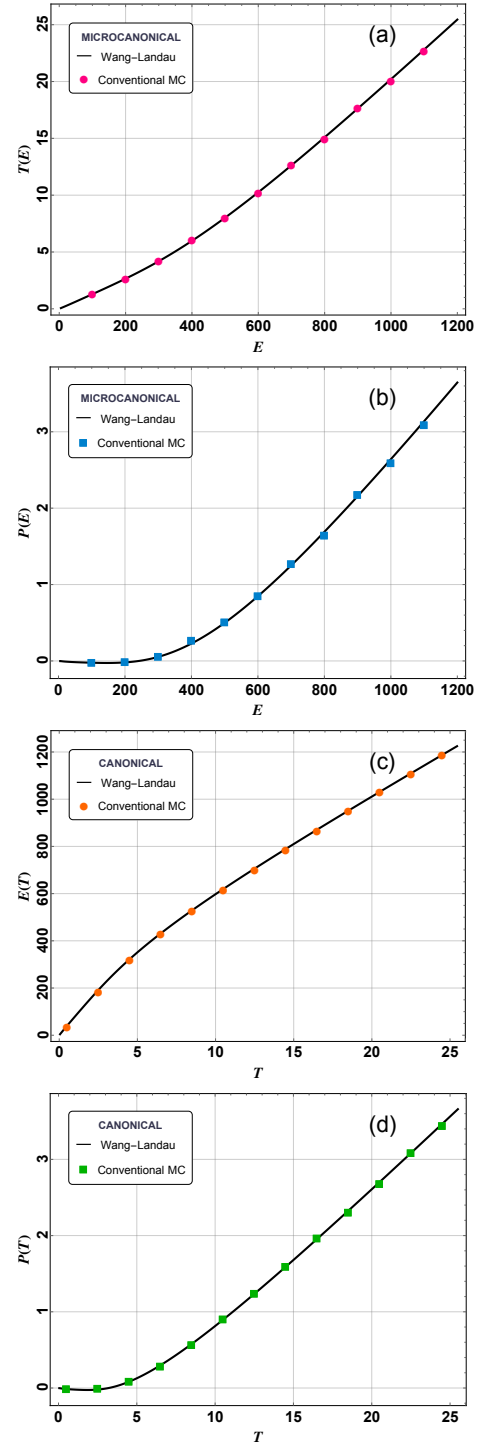 MICROCANONICAL
Wang−Landau
Conventional MC
(a)
T(E)
25
20
15
10
5
0
0 200 400 600 800 1000 1200
E
MICROCANONICAL
Wang−Landau
Conventional MC
(b)
P(E)
3
2
1
0
0 200 400 600 800 1000 1200
E
CANONICAL
Wang−Landau
Conventional MC
(c)
E(T)
1200
1000
800
600
400
200
0
0 5 10 15 20 25
T
CANONICAL
Wang−Landau
Conventional MC
(d)
P(T)
3
2
1
0
0 5 10 15 20 25
T